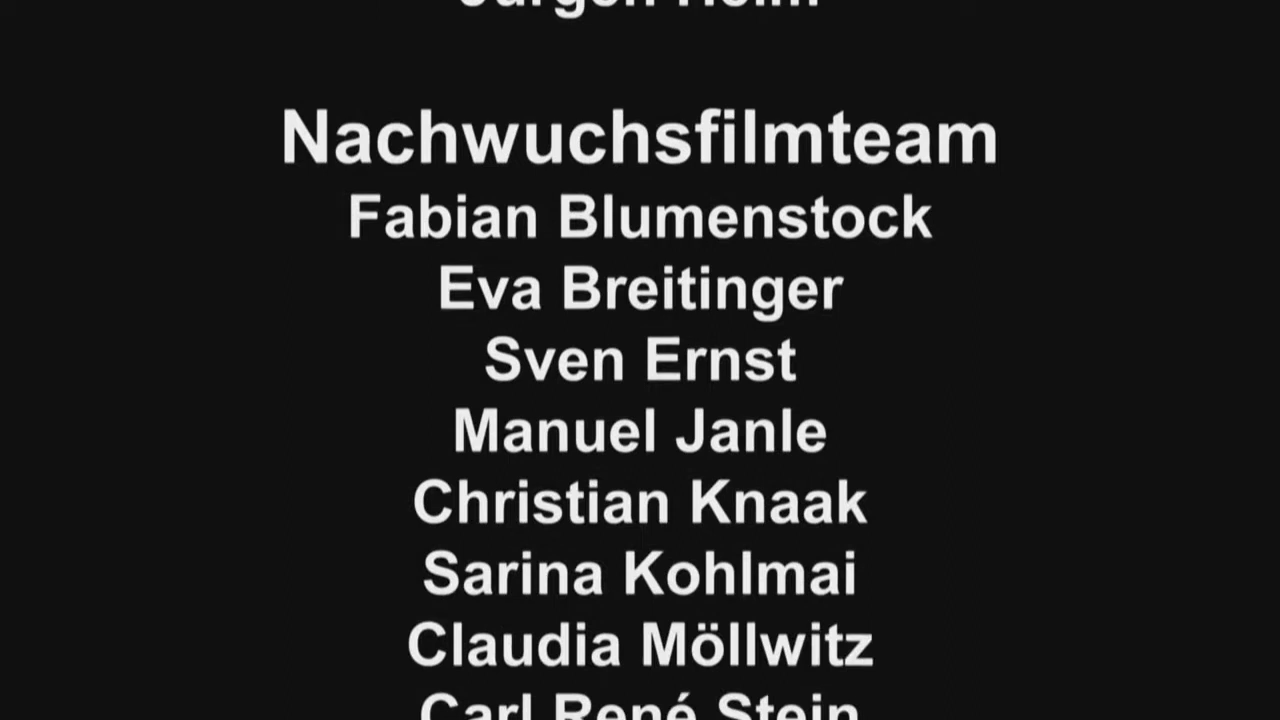 Nachwuchsfilmteam
Fabian Blumenstock
Eva Breitinger
Sven Ernst
Manuel Janle
Christian Knaak
Sarina Kohlmai
Claudia Möllwitz
Carl René Stein